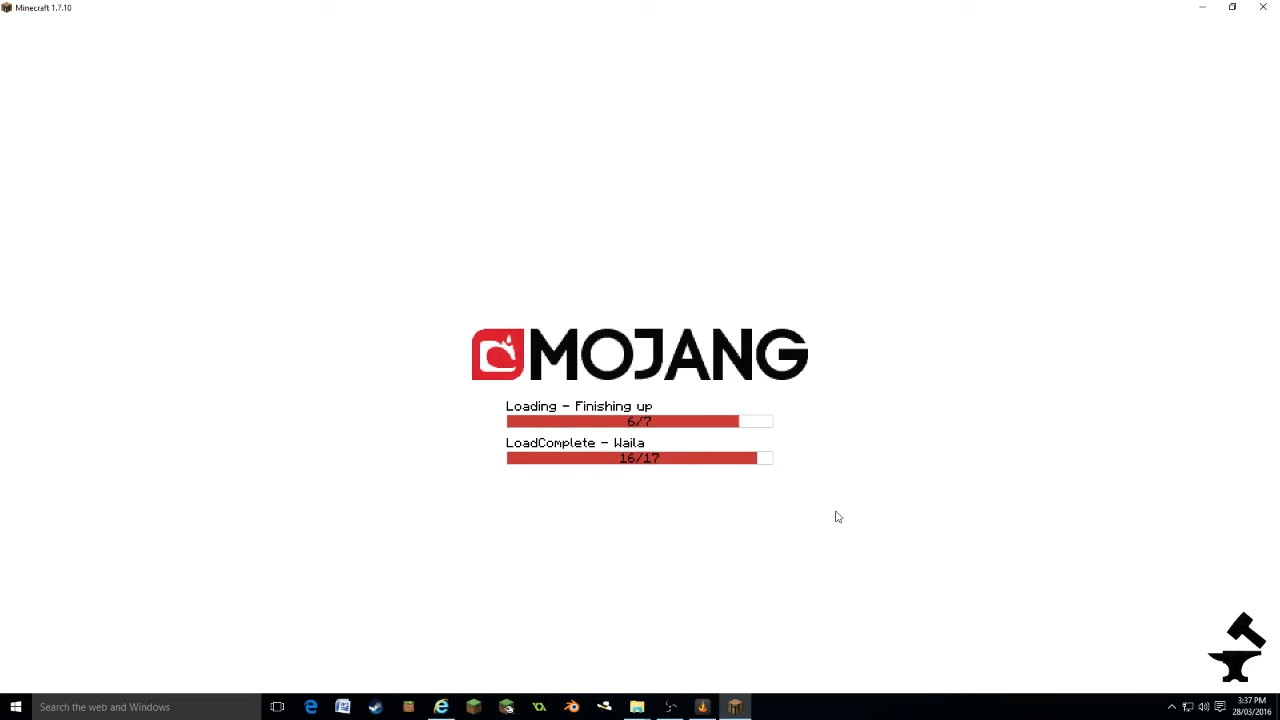 Minecraft 1.7.10
MOJANG
Loading - Finishing up
6/7
LoadComplete - Waila
16/17
Search the web and Windows
3:37 PM
28/03/2016